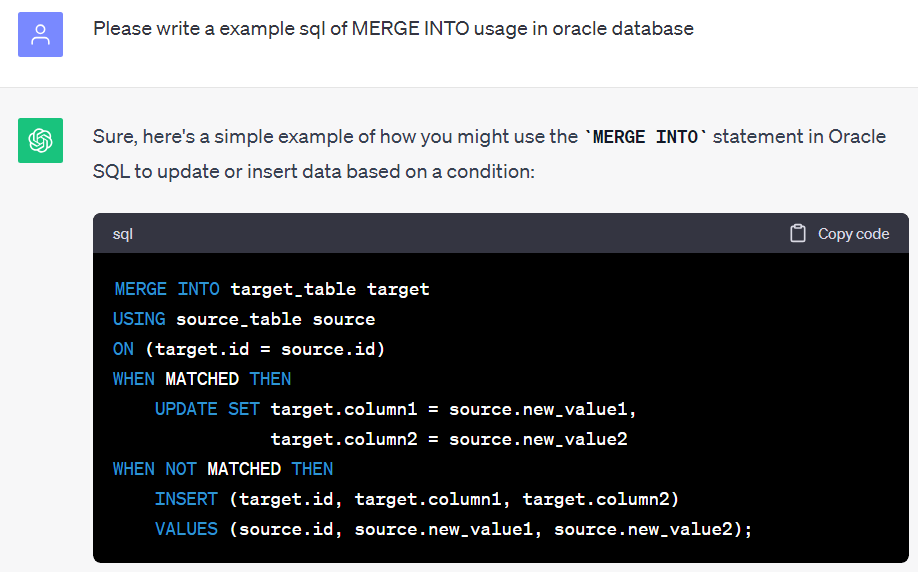 Please write a example sql of MERGE INTO usage in oracle database
Sure, here's a simple example of how you might use the `MERGE INTO` statement in Oracle
SQL to update or insert data based on a condition:
sql Copy code
MERGE INTO target_table target
USING source_table source
ON (target.id = source.id)
WHEN MATCHED THEN
    UPDATE SET target.column1 = source.new_value1,
               target.column2 = source.new_value2
WHEN NOT MATCHED THEN
    INSERT (target.id, target.column1, target.column2)
    VALUES (source.id, source.new_value1, source.new_value2);